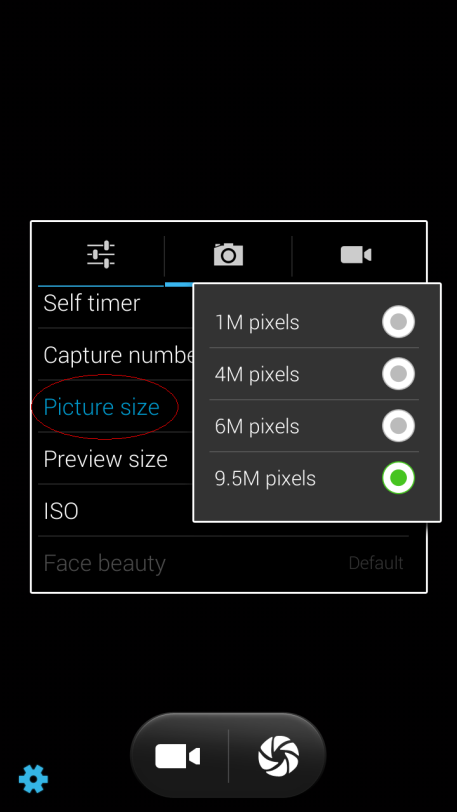 Self timer
Capture numbe
Picture size
Preview size
ISO
Face beauty Default
1M pixels
4M pixels
6M pixels
9.5M pixels